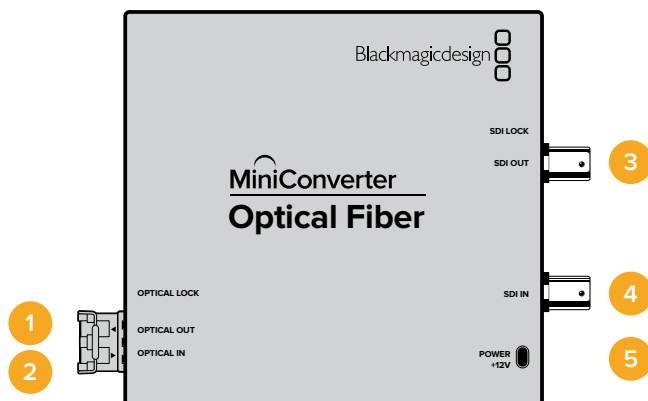 Blackmagicdesign
SDI LOCK
SDI OUT
3
MiniConverter
Optical Fiber
OPTICAL LOCK
SDI IN
4
1
OPTICAL OUT
OPTICAL IN
2
POWER
+12V
5